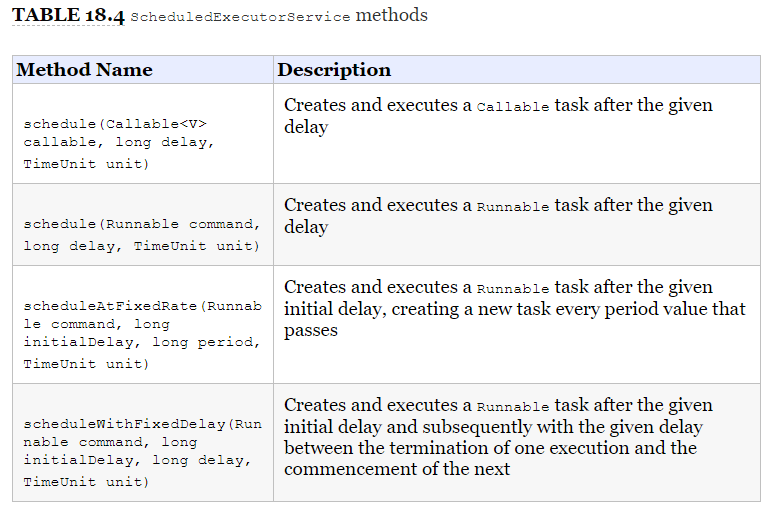 TABLE 18.4 ScheduledExecutorService methods
Method Name
Description
schedule(Callable<V>
callable, long delay,
TimeUnit unit)
Creates and executes a Callable task after the given
delay
schedule(Runnable command,
long delay, TimeUnit unit)
Creates and executes a Runnable task after the given
delay
scheduleAtFixedRate(Runnab
le command, long
initialDelay, long period,
TimeUnit unit)
Creates and executes a Runnable task after the given
initial delay, creating a new task every period value that
passes
scheduleWithFixedDelay(Run
nable command, long
initialDelay, long delay,
TimeUnit unit)
Creates and executes a Runnable task after the given
initial delay and subsequently with the given delay
between the termination of one execution and the
commencement of the next